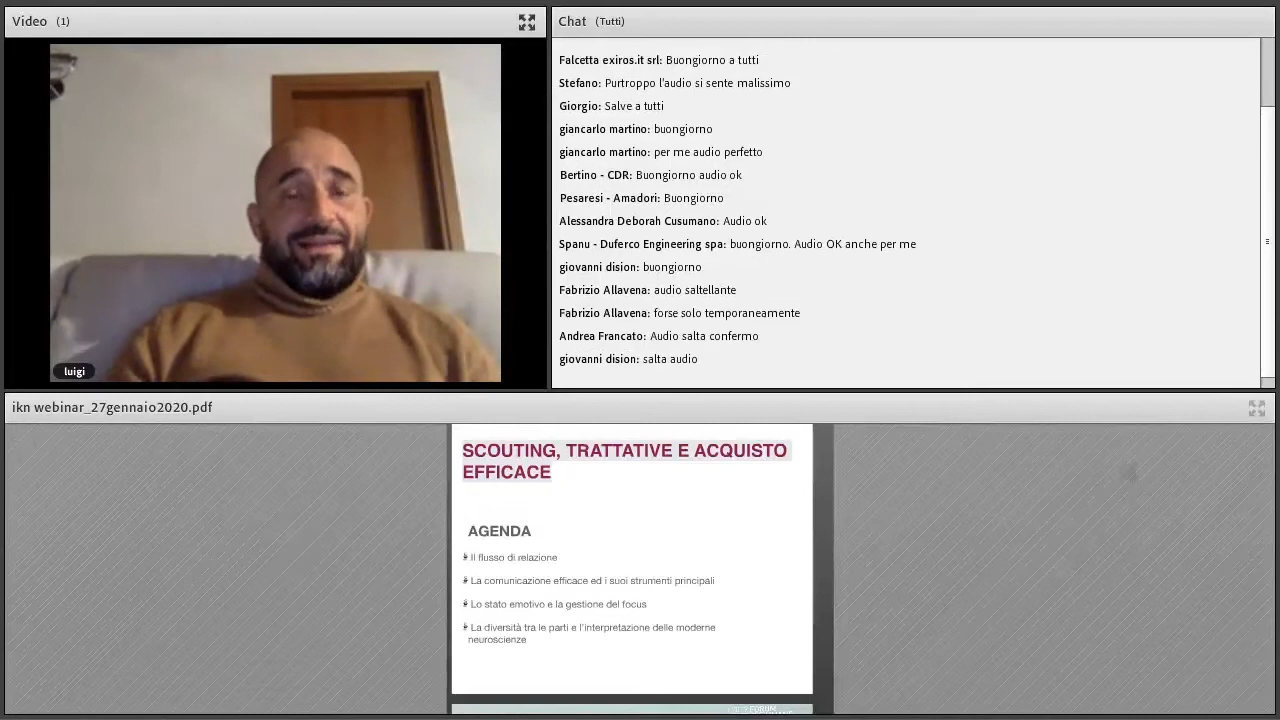 Video (1)
luigi
Chat (Tutti)
Falcetta exiros.it srl: Buongiorno a tutti
Stefano: Purtroppo l'audio si sente malissimo
Giorgio: Salve a tutti
giancarlo martino: buongiorno
giancarlo martino: per me audio perfetto
Bertino - CDR: Buongiorno audio ok
Pesaresi - Amadori: Buongiorno
Alessandra Deborah Cusumano: Audio ok
Spanu - Duferco Engineering spa: buongiorno. Audio OK anche per me
giovanni dision: buongiorno
Fabrizio Allavena: audio saltellante
Fabrizio Allavena: forse solo temporaneamente
Andrea Francato: Audio salta confermo
giovanni dision: salta audio
ikn webinar_27gennaio2020.pdf
SCOUTING, TRATTATIVE E ACQUISTO
EFFICACE
AGENDA
Il flusso di relazione
La comunicazione efficace ed i suoi strumenti principali
Lo stato emotivo e la gestione del focus
La diversità tra le parti e l'interpretazione delle moderne
neuroscienze
FORUM